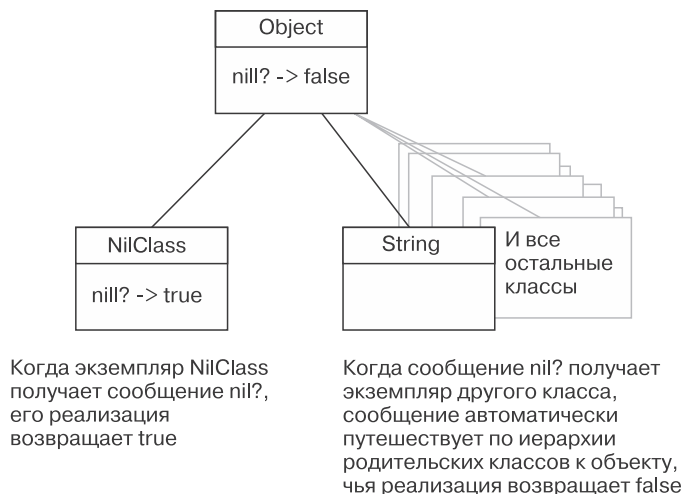 Object
nill? -> false
NilClass
nill? -> true
String
И все
остальные
классы
Когда экземпляр NilClass
получает сообщение nil?,
его реализация
возвращает true
Когда сообщение nil? получает
экземпляр другого класса,
сообщение автоматически
путешествует по иерархии
родительских классов к объекту,
чья реализация возвращает false